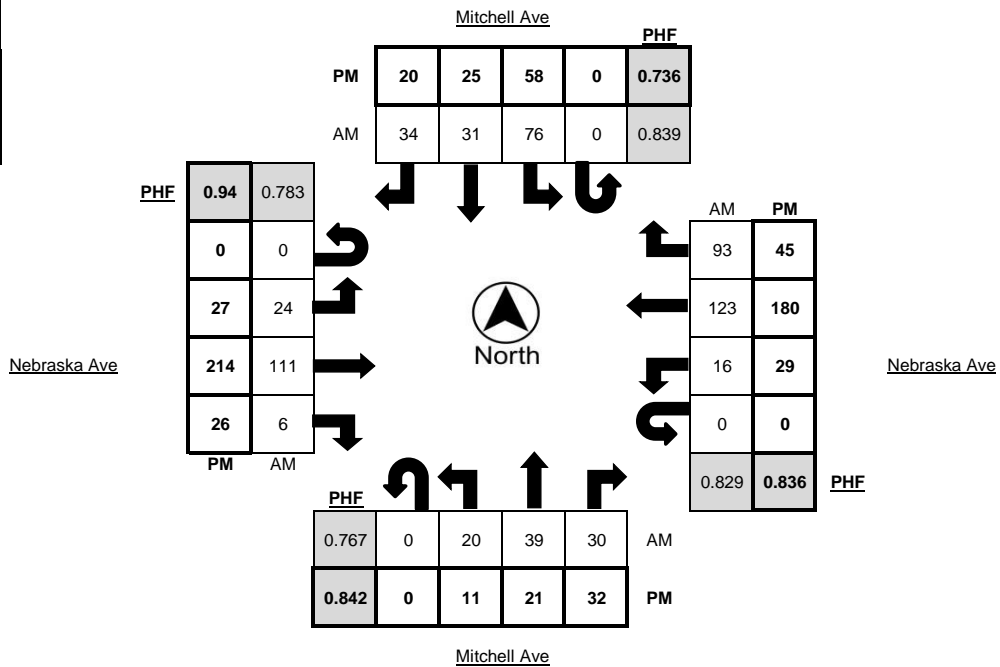 Mitchell Ave
PHF
PM 20 25 58 0 0.736
AM 34 31 76 0 0.839
PHF 0.94 0.783
0 0
27 24
214 111
26 6
PM AM
Nebraska Ave
North
AM PM
93 45
123 180
16 29
0 0
0.829 0.836 PHF
Nebraska Ave
PHF
0.767 0 20 39 30 AM
0.842 0 11 21 32 PM
Mitchell Ave